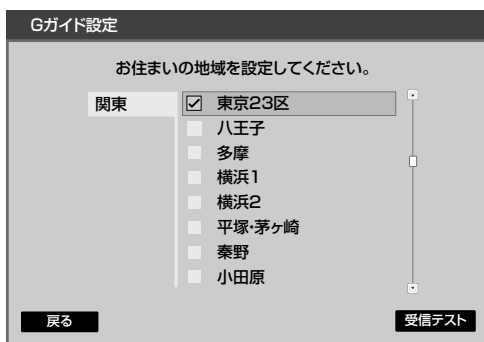 Gガイド設定
お住まいの地域を設定してください。
関東
東京23区
八王子
多摩
横浜1
横浜2
平塚・茅ヶ崎
秦野
小田原
戻る
受信テスト